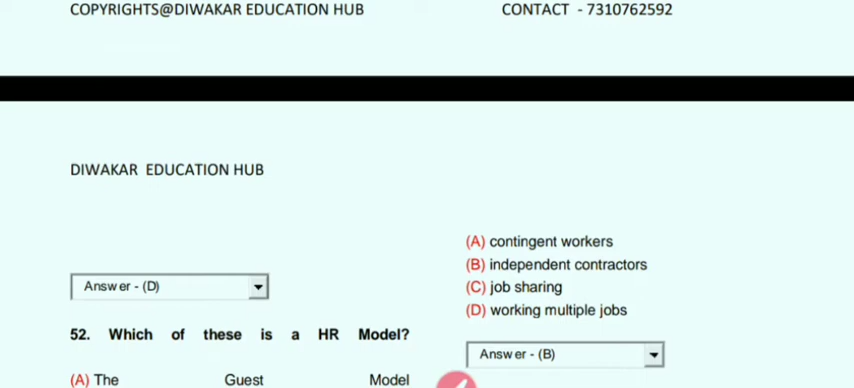 COPYRIGHTS@DIWAKAR EDUCATION HUB CONTACT - 7310762592
DIWAKAR EDUCATION HUB
Answer - (D)
52. Which of these is a HR Model?
(A) The Guest Model
(A) contingent workers
(B) independent contractors
(C) job sharing
(D) working multiple jobs
Answer - (B)